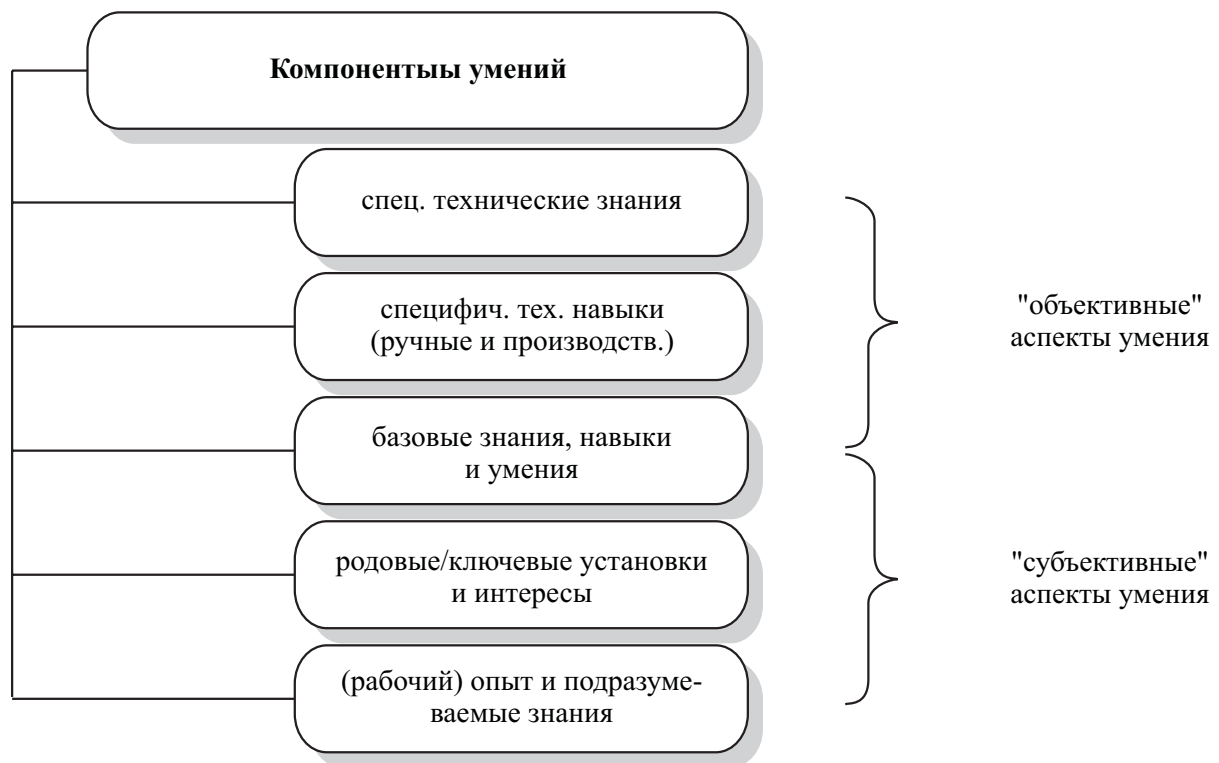 Компонентыы умений
спец. технические знания
специфич. тех. навыки
(ручные и производств.)
"объективные"
аспекты умения
базовые знания, навыки
и умения
родовые/ключевые установки
и интересы
"субъективные"
аспекты умения
(рабочий) опыт и подразуме-
ваемые знания